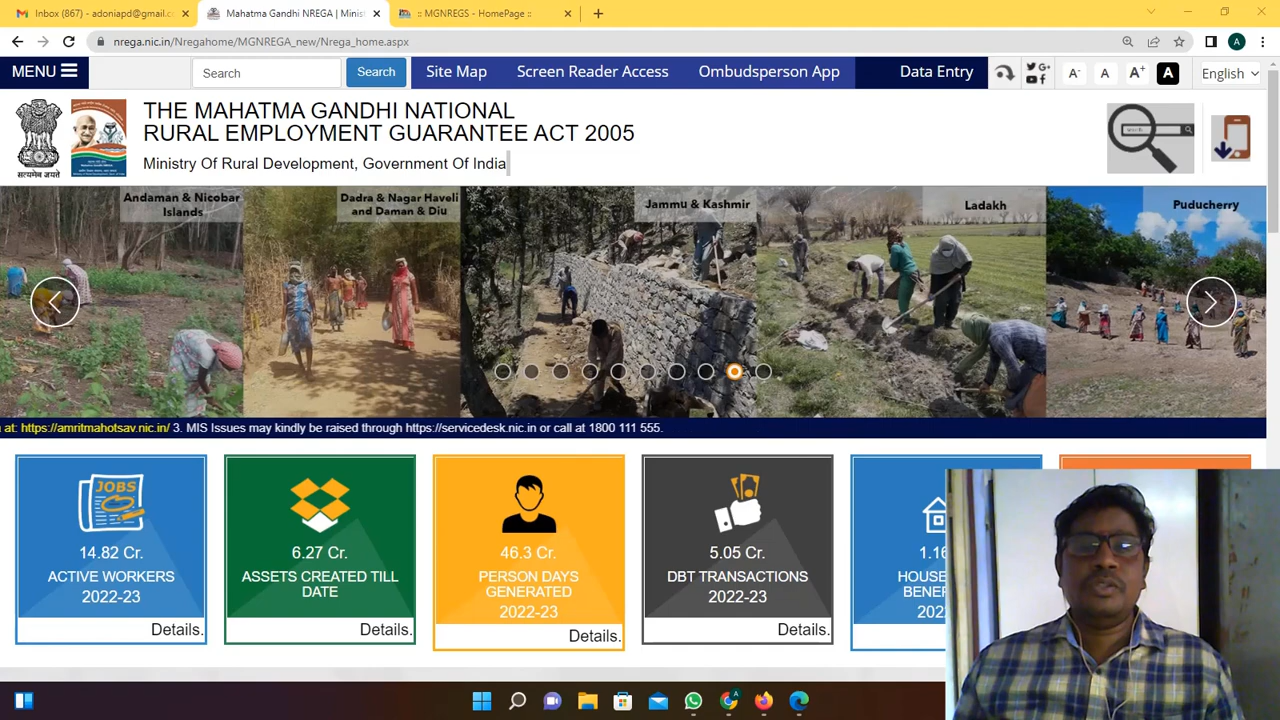 Inbox (867) - adoniapd@gmail.c
Mahatma Gandhi NREGA | Minis
:: MGNREGS - HomePage ::
nrega.nic.in/Nregahome/MGNREGA_new/Nrega_home.aspx
MENU
Search
Search
Site Map
Screen Reader Access
Ombudsperson App
Data Entry
A-
A
A+
A
English
THE MAHATMA GANDHI NATIONAL
RURAL EMPLOYMENT GUARANTEE ACT 2005
Ministry Of Rural Development, Government Of India
सत्यमेव जयते
Andaman & Nicobar
Islands
Dadra & Nagar Haveli
and Daman & Diu
Jammu & Kashmir
Ladakh
Puducherry
at: https://amritmahotsav.nic.in/ 3. MIS Issues may kindly be raised through https://servicedesk.nic.in or call at 1800 111 555.
JOBS
14.82 Cr.
ACTIVE WORKERS
2022-23
Details.
6.27 Cr.
ASSETS CREATED TILL
DATE
Details.
46.3 Cr.
PERSON DAYS
GENERATED
2022-23
Details.
5.05 Cr.
DBT TRANSACTIONS
2022-23
Details.
1.16
HOUSE
BENEF
202